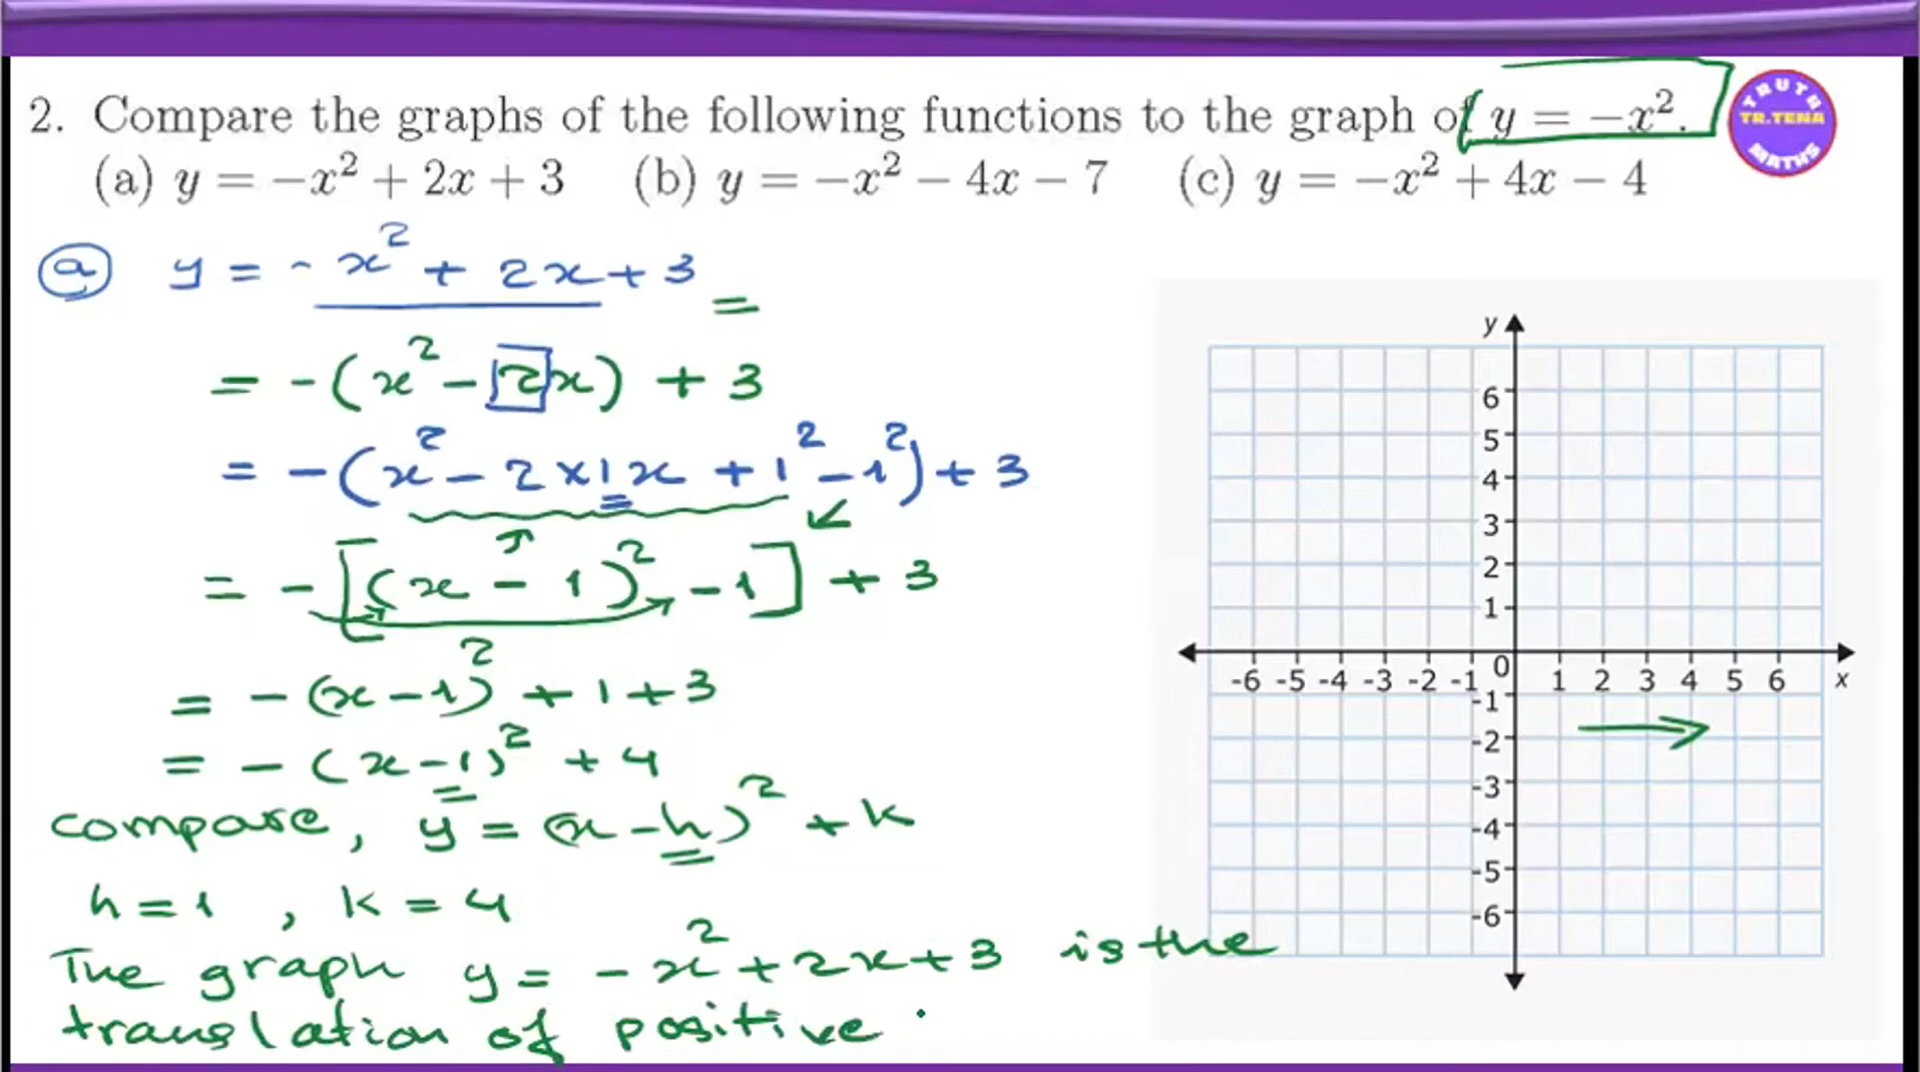 2. Compare the graphs of the following functions to the graph of y = −x².
(a) y = −x² + 2x + 3 (b) y = −x² − 4x − 7 (c) y = −x² + 4x − 4
TRUTH
TR.TENA
MATHS
ⓐ y = -x² + 2x + 3
=
= -(x² - 2x) + 3
= -(x² - 2×1x + 1² - 1²) + 3
= -[(x - 1)² - 1] + 3
= -(x-1)² + 1 + 3
= -(x-1)² + 4
compare, y = (x-h)² + k
h = 1 , k = 4
The graph y = -x² + 2x + 3 is the
translation of positive
y
6
5
4
3
2
1
0
-6 -5 -4 -3 -2 -1 1 2 3 4 5 6 x
-1
-2
-3
-4
-5
-6